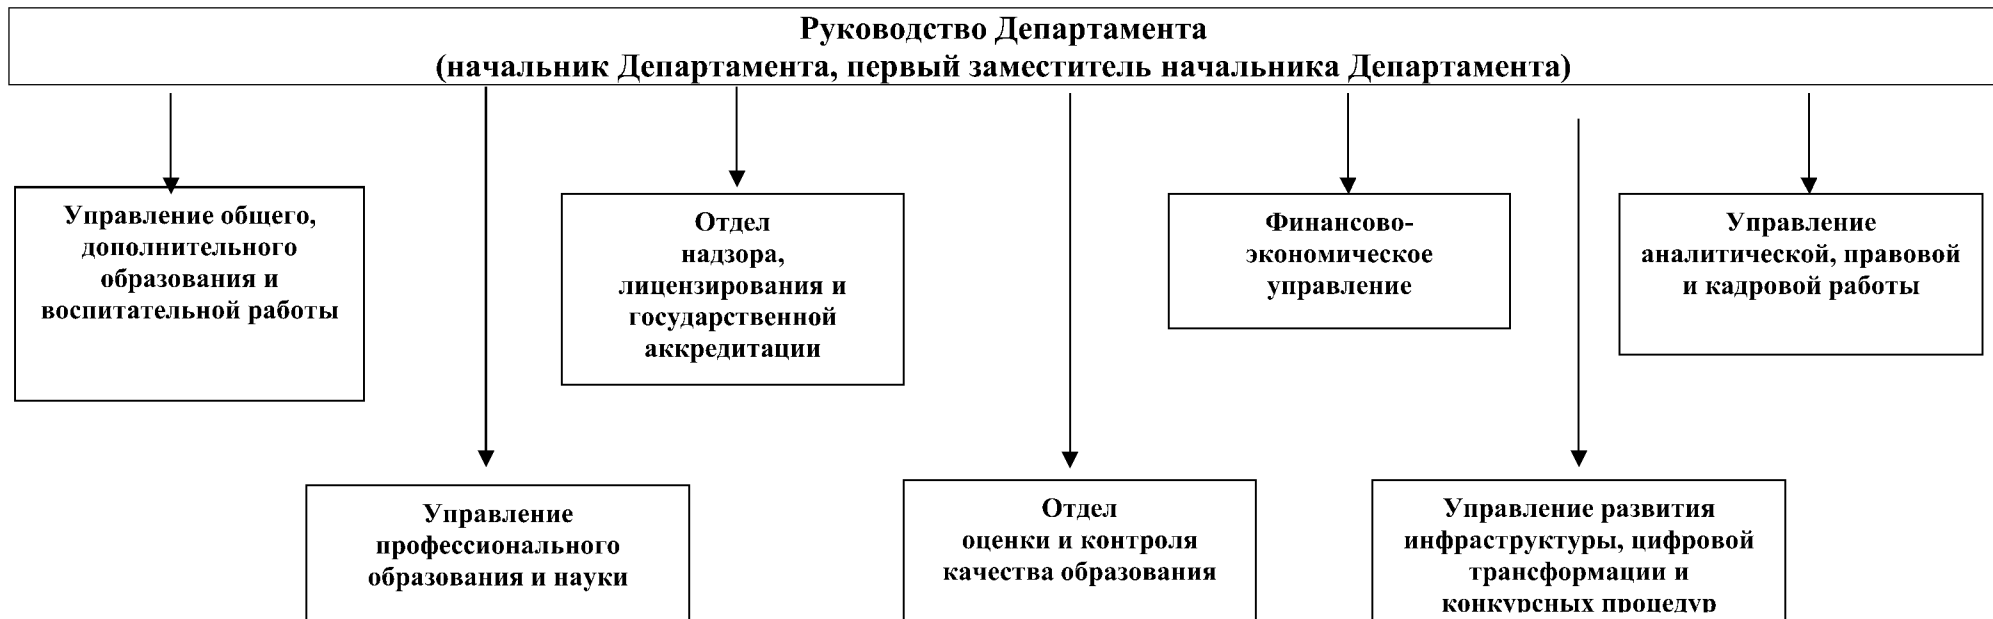 Руководство Департамента
(начальник Департамента, первый заместитель начальника Департамента)
Управление общего,
дополнительного
образования и
воспитательной работы
Отдел
надзора,
лицензирования и
государственной
аккредитации
Финансово-
экономическое
управление
Управление
аналитической, правовой
и кадровой работы
Управление
профессионального
образования и науки
Отдел
оценки и контроля
качества образования
Управление развития
инфраструктуры, цифровой
трансформации и
конкурсных процедур